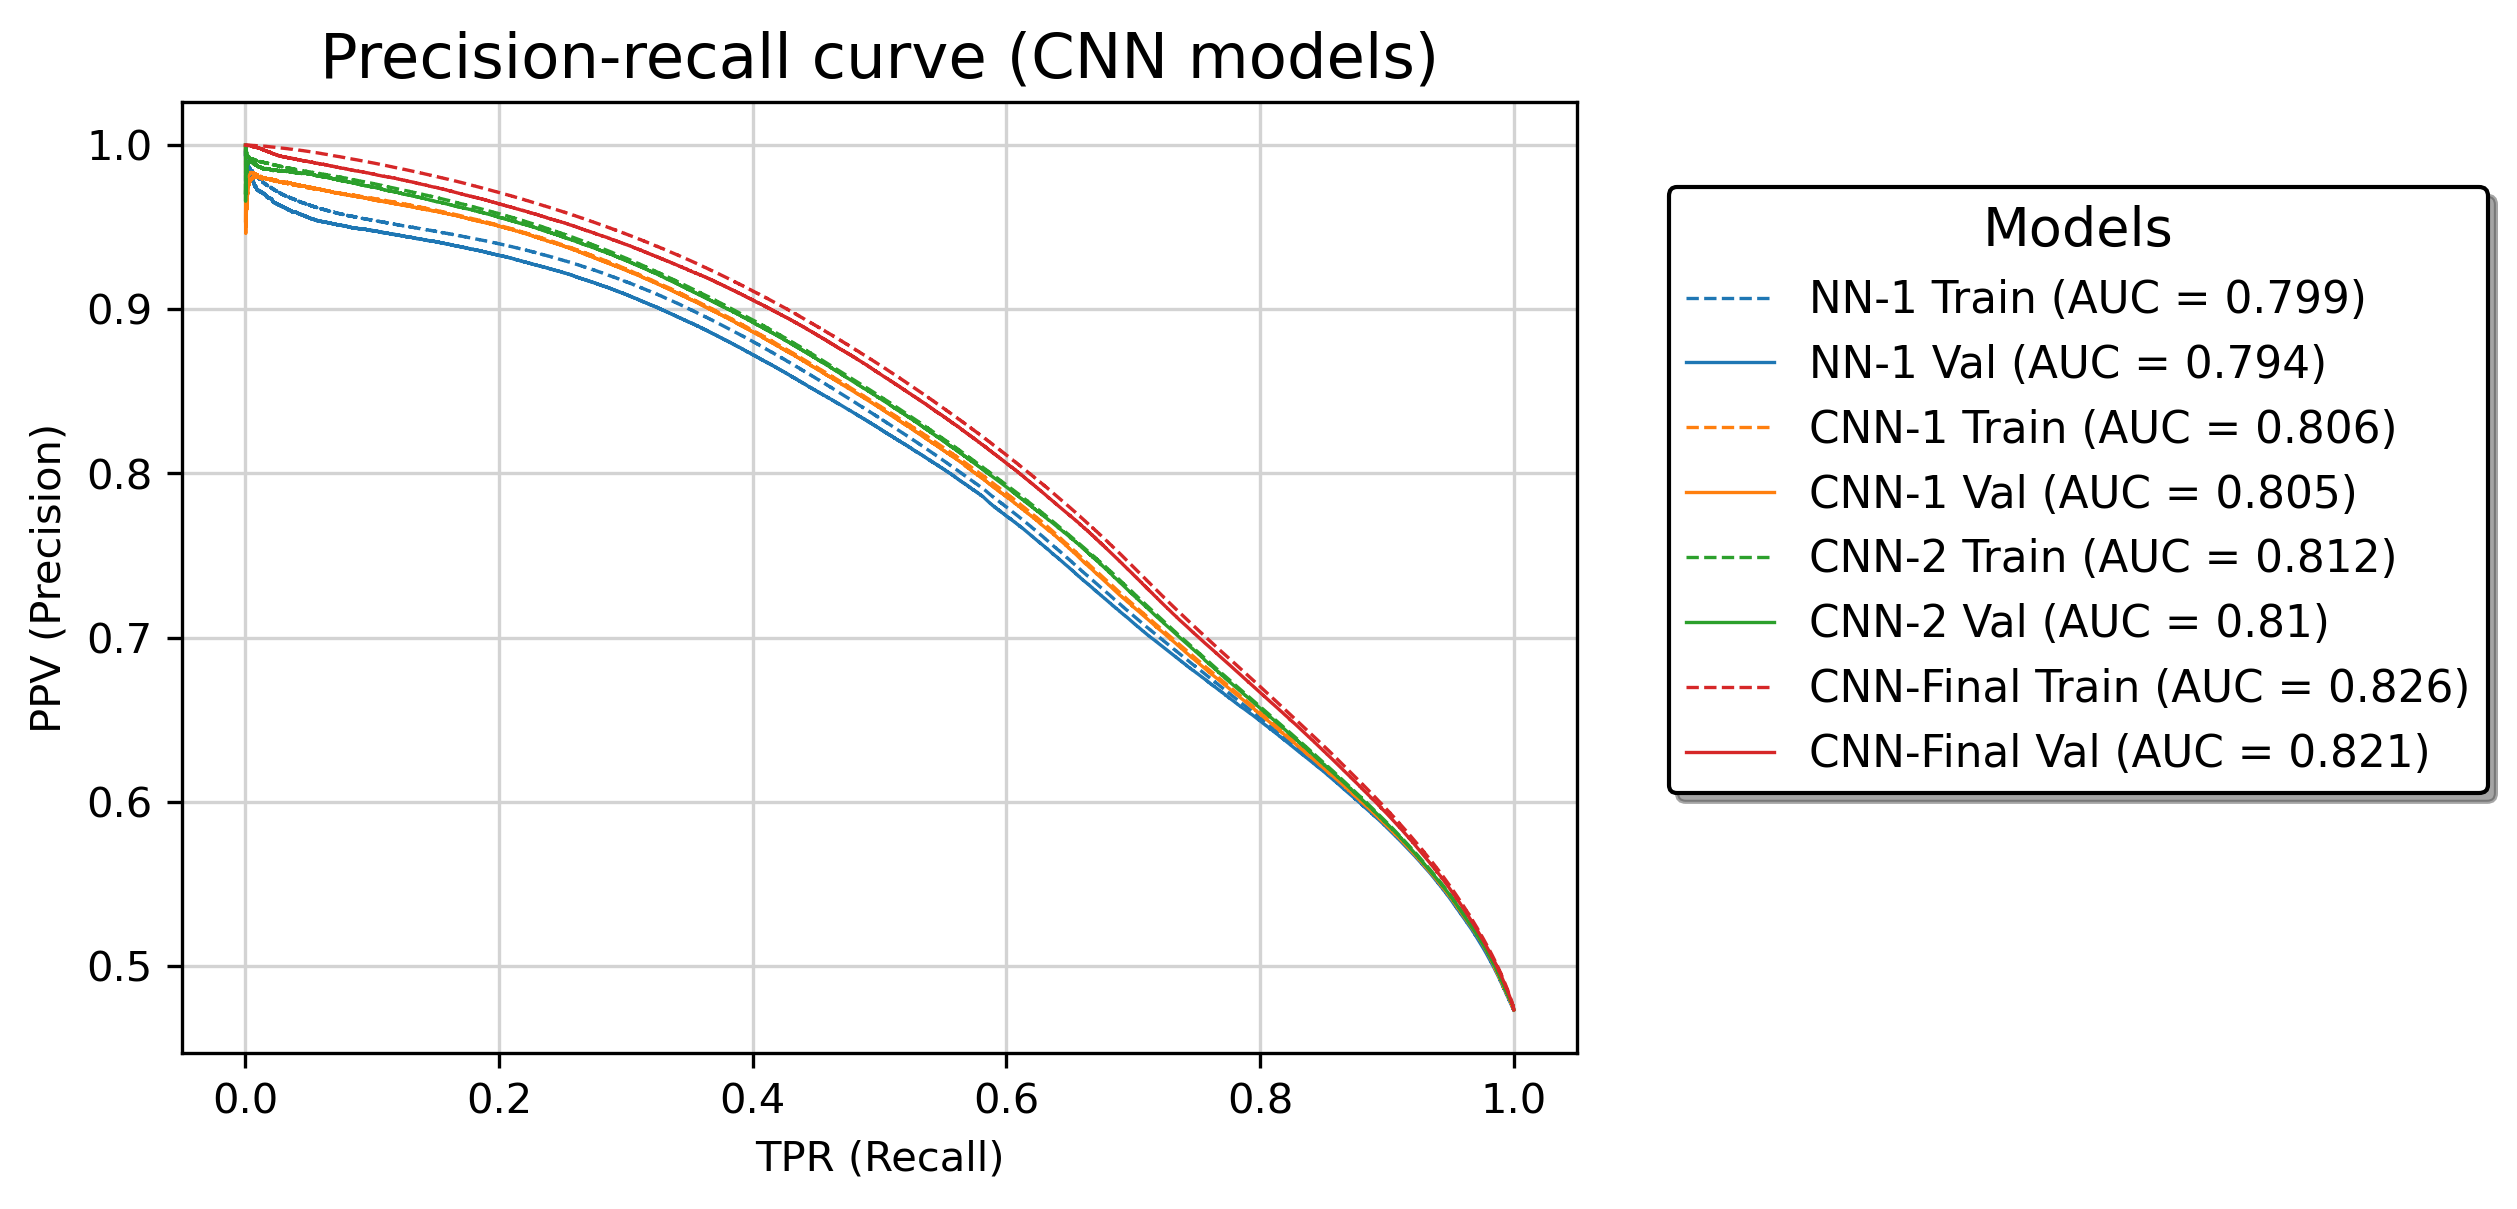 Precision-recall curve (CNN models)
1.0
0.9
0.8
0.7
0.6
0.5
PPV (Precision)
0.0 0.2 0.4 0.6 0.8 1.0
TPR (Recall)
Models
NN-1 Train (AUC = 0.799)
NN-1 Val (AUC = 0.794)
CNN-1 Train (AUC = 0.806)
CNN-1 Val (AUC = 0.805)
CNN-2 Train (AUC = 0.812)
CNN-2 Val (AUC = 0.81)
CNN-Final Train (AUC = 0.826)
CNN-Final Val (AUC = 0.821)